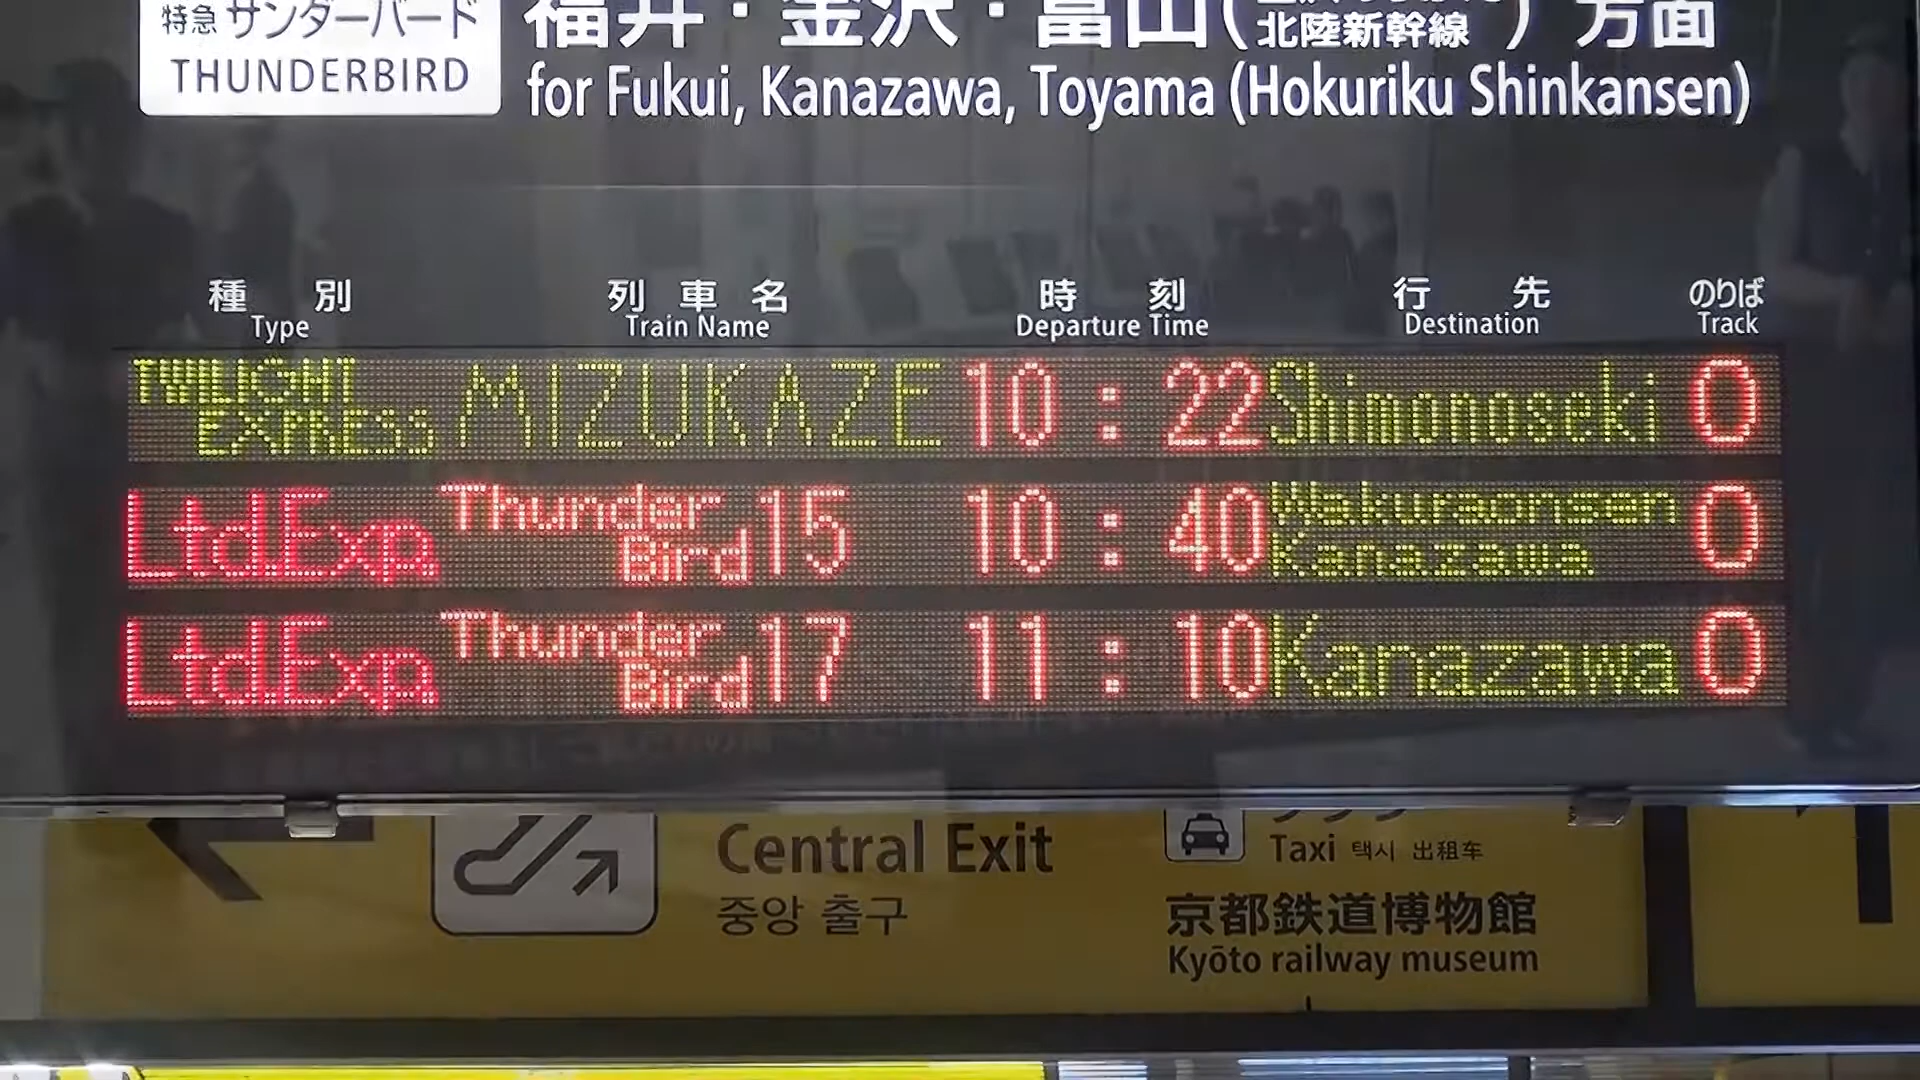 特急 サンダーバード
THUNDERBIRD
福井・金沢・富山(北陸新幹線)方面
for Fukui, Kanazawa, Toyama (Hokuriku Shinkansen)
種別 列車名 時刻 行先 のりば
Type Train Name Departure Time Destination Track
TWILIGHT EXPRESS MIZUKAZE 10:22 Shimonoseki 0
Ltd.Exp. Thunder Bird 15 10:40 Wakuraonsen Kanazawa 0
Ltd.Exp. Thunder Bird 17 11:10 Kanazawa 0
Central Exit
중앙 출구
Taxi 택시 出租车
京都鉄道博物館
Kyōto railway museum